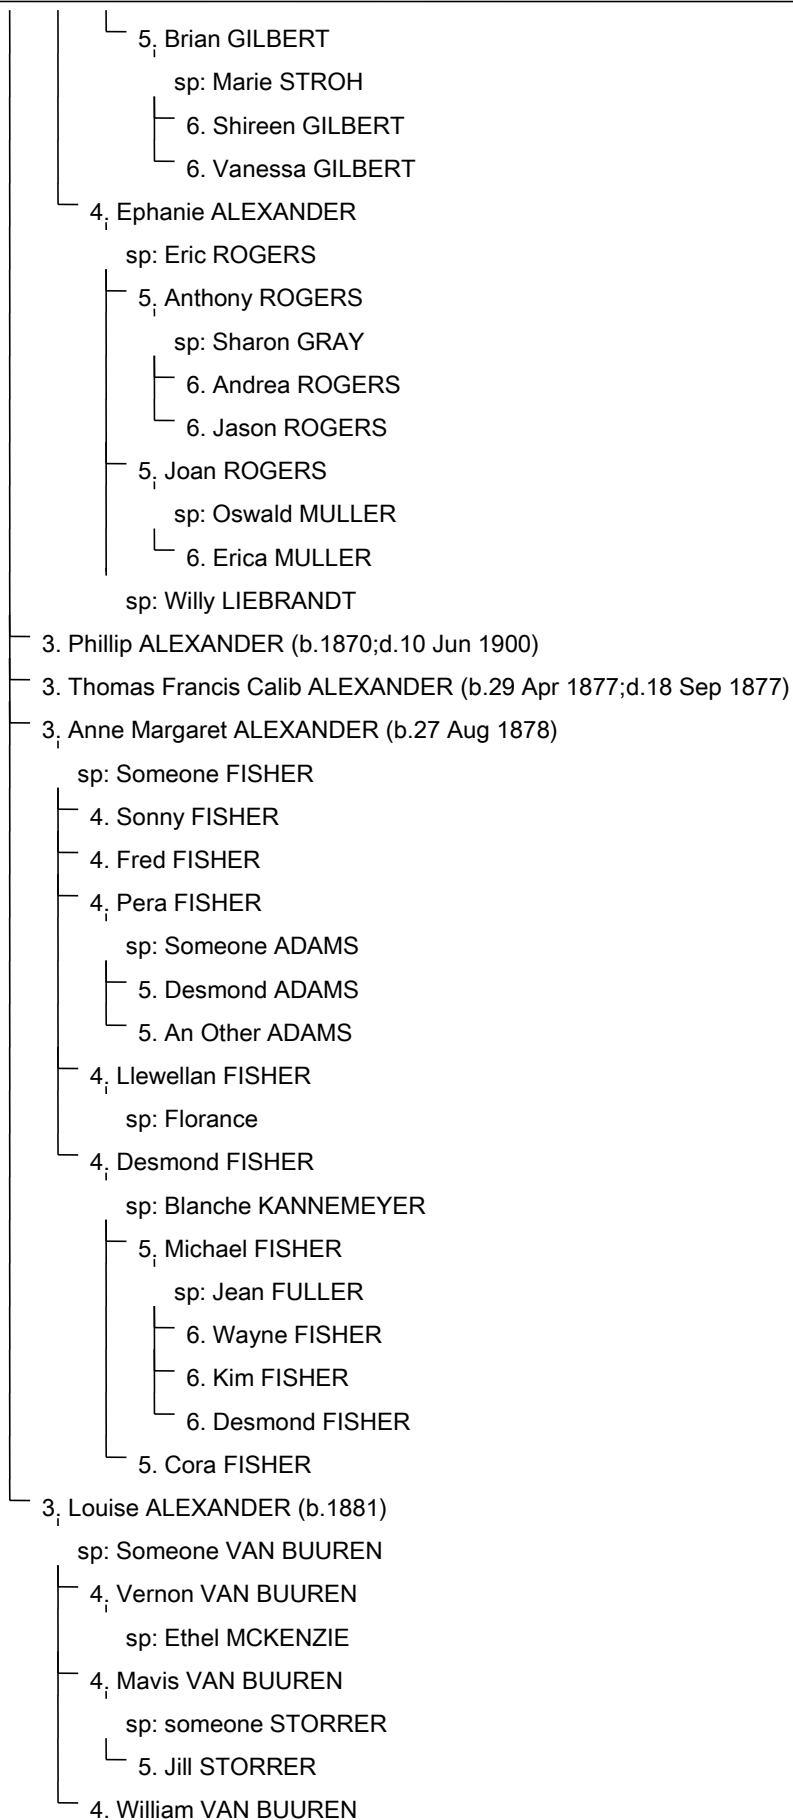 5. Brian GILBERT
sp: Marie STROH
6. Shireen GILBERT
6. Vanessa GILBERT
4. Ephanie ALEXANDER
sp: Eric ROGERS
5. Anthony ROGERS
sp: Sharon GRAY
6. Andrea ROGERS
6. Jason ROGERS
5. Joan ROGERS
sp: Oswald MULLER
6. Erica MULLER
sp: Willy LIEBRANDT
3. Phillip ALEXANDER (b.1870;d.10 Jun 1900)
3. Thomas Francis Calib ALEXANDER (b.29 Apr 1877;d.18 Sep 1877)
3. Anne Margaret ALEXANDER (b.27 Aug 1878)
sp: Someone FISHER
4. Sonny FISHER
4. Fred FISHER
4. Pera FISHER
sp: Someone ADAMS
5. Desmond ADAMS
5. An Other ADAMS
4. Llewellan FISHER
sp: Florance
4. Desmond FISHER
sp: Blanche KANNEMEYER
5. Michael FISHER
sp: Jean FULLER
6. Wayne FISHER
6. Kim FISHER
6. Desmond FISHER
5. Cora FISHER
3. Louise ALEXANDER (b.1881)
sp: Someone VAN BUUREN
4. Vernon VAN BUUREN
sp: Ethel MCKENZIE
4. Mavis VAN BUUREN
sp: someone STORRER
5. Jill STORRER
4. William VAN BUUREN